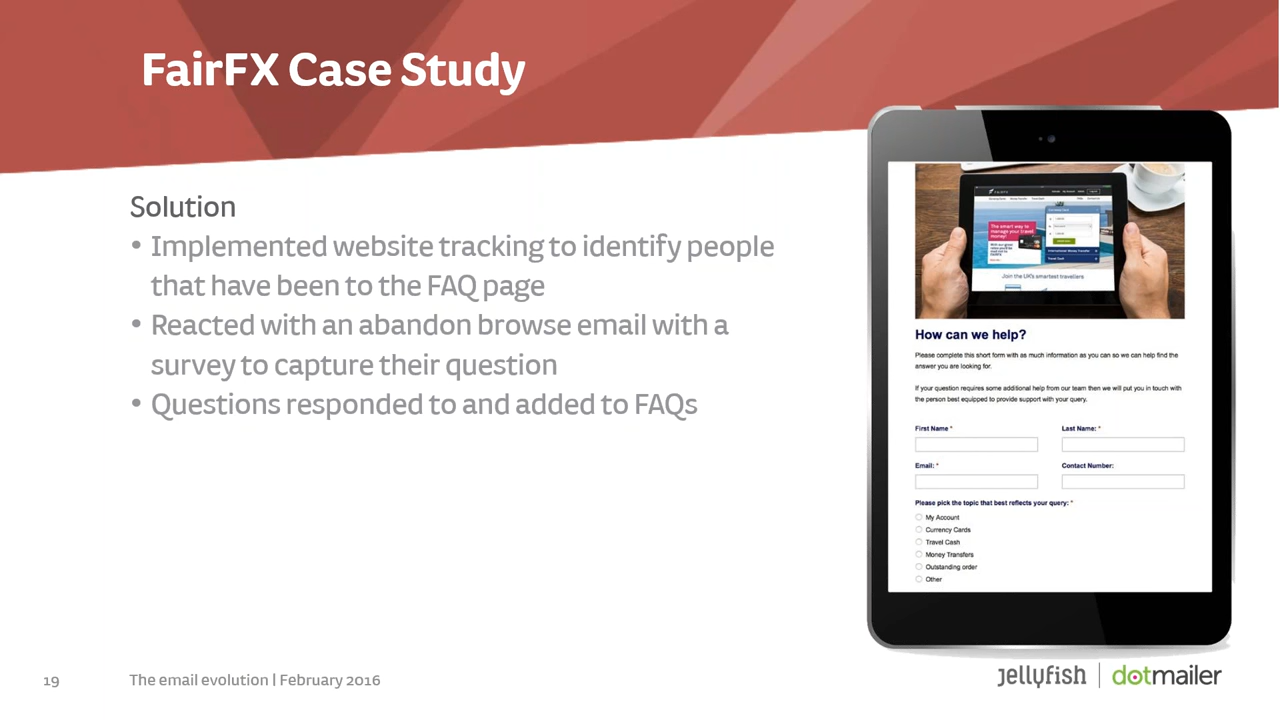 FairFX Case Study
Solution
• Implemented website tracking to identify people
that have been to the FAQ page
• Reacted with an abandon browse email with a
survey to capture their question
• Questions responded to and added to FAQs
The smart way to
manage your travel
money!
Join the UK's smartest travellers
How can we help?
Please complete this short form with as much information as you can so we can help find the
answer you are looking for.
If your question requires some additional help from our team then we will put you in touch with
the person best equipped to provide support with your query.
First Name * Last Name: *
Email: * Contact Number:
Please pick the topic that best reflects your query: *
My Account
Currency Cards
Travel Cash
Money Transfers
Outstanding order
Other
19 The email evolution | February 2016 jellyfish | dotmailer